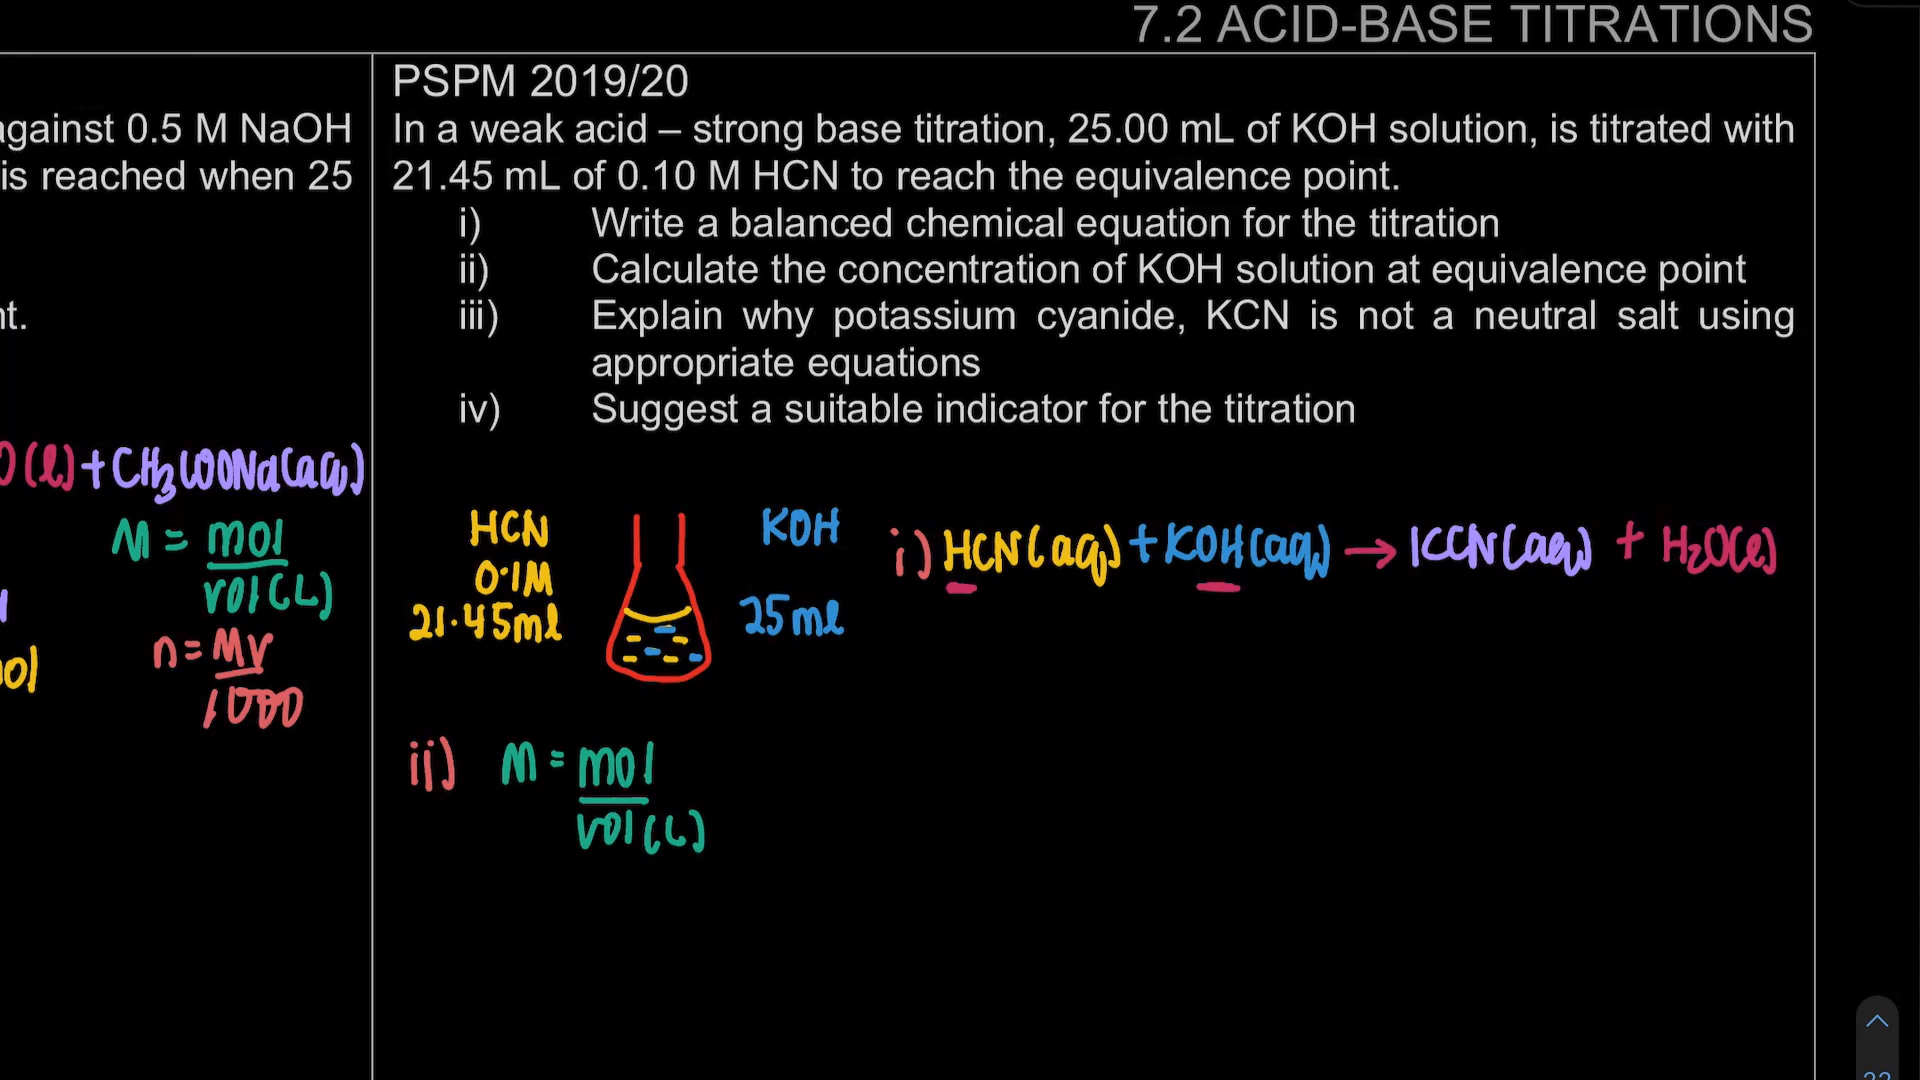 7.2 ACID-BASE TITRATIONS
against 0.5 M NaOH
is reached when 25
nt.
O(l) + CH3COONa(aq)
M = mol
vol(L)
n = MV
1000
mol
PSPM 2019/20
In a weak acid – strong base titration, 25.00 mL of KOH solution, is titrated with
21.45 mL of 0.10 M HCN to reach the equivalence point.
i) Write a balanced chemical equation for the titration
ii) Calculate the concentration of KOH solution at equivalence point
iii) Explain why potassium cyanide, KCN is not a neutral salt using
appropriate equations
iv) Suggest a suitable indicator for the titration
HCN
0.1M
21.45ml
KOH
25ml
i) HCN(aq) + KOH(aq) → KCN(aq) + H2O(l)
ii) M = mol
vol(L)